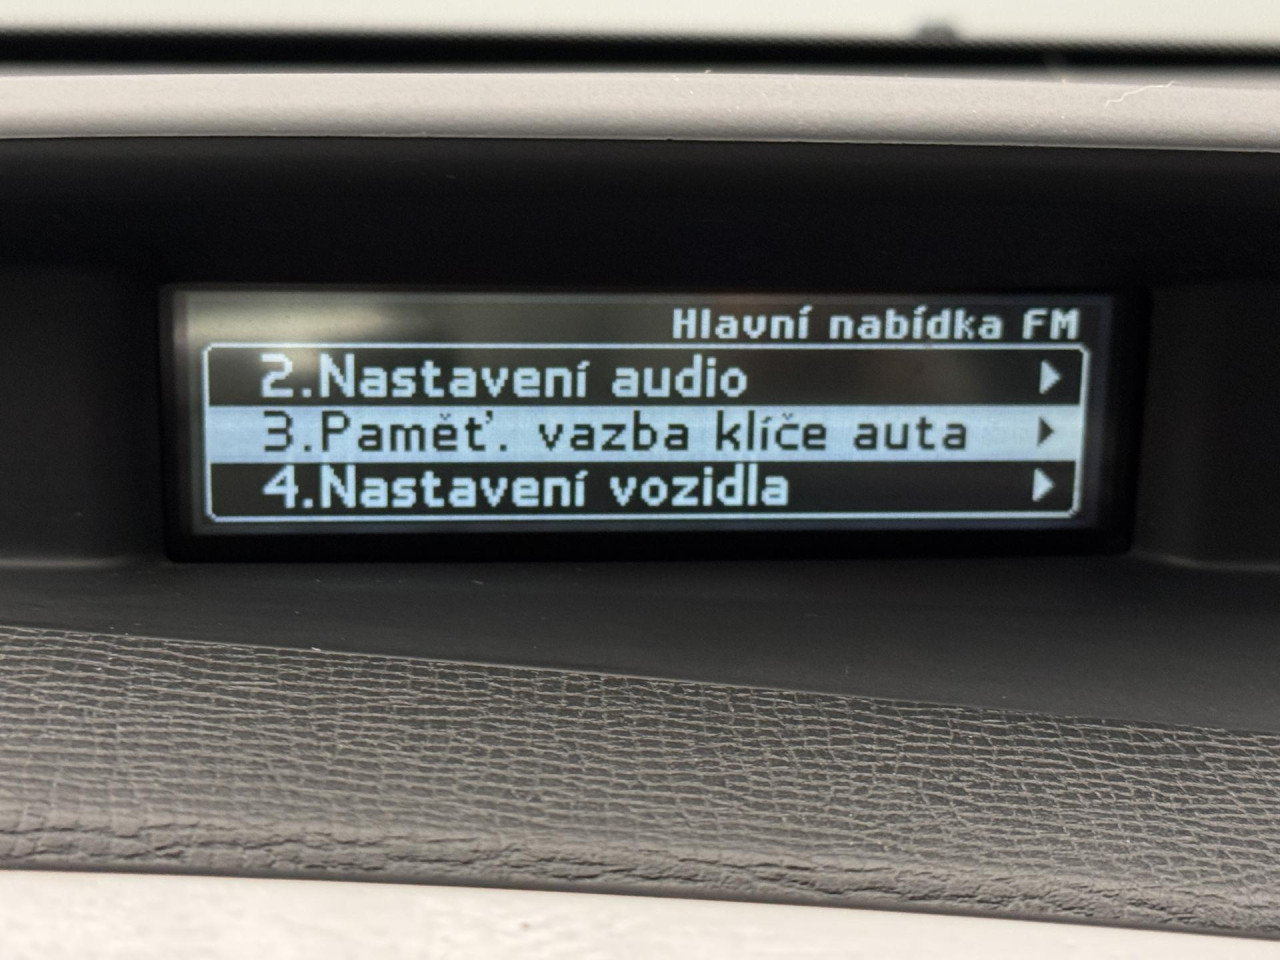 Hlavní nabídka FM
2.Nastavení audio
3.Paměť. vazba klíče auta
4.Nastavení vozidla